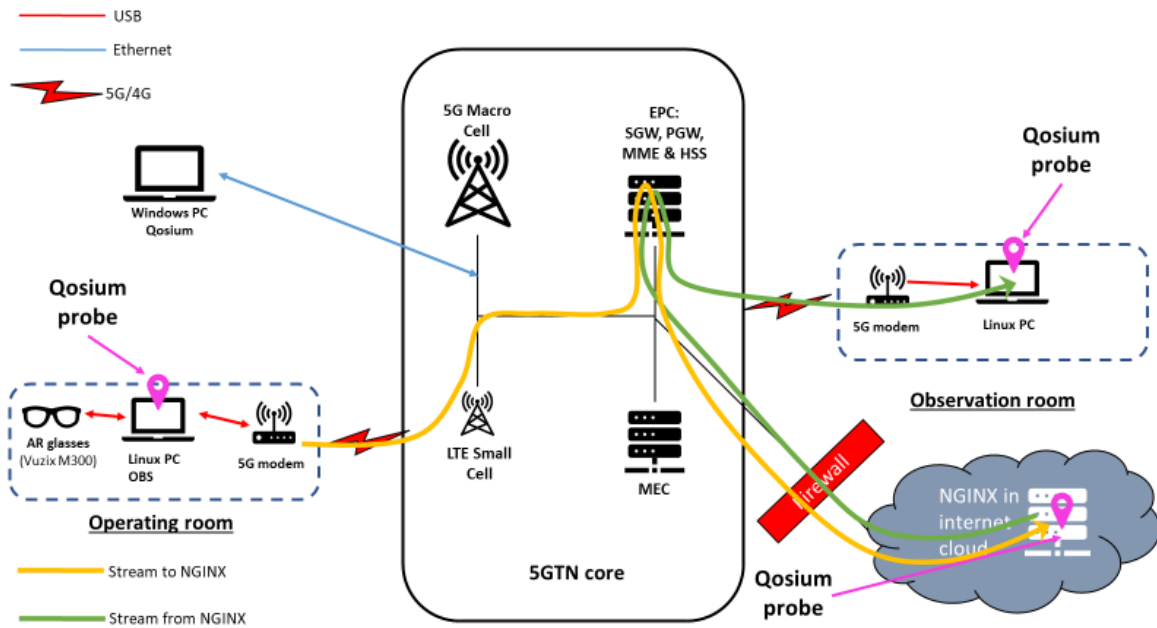 USB
Ethernet
5G/4G
Windows PC
Qosium
Qosium
probe
AR glasses
(Vuzix M300)
Linux PC
OBS
5G modem
Operating room
Stream to NGINX
Stream from NGINX
5G Macro
Cell
EPC:
SGW, PGW,
MME & HSS
LTE Small
Cell
MEC
5GTN core
Qosium
probe
5G modem
Linux PC
Observation room
Firewall
NGINX in
internet
cloud
Qosium
probe